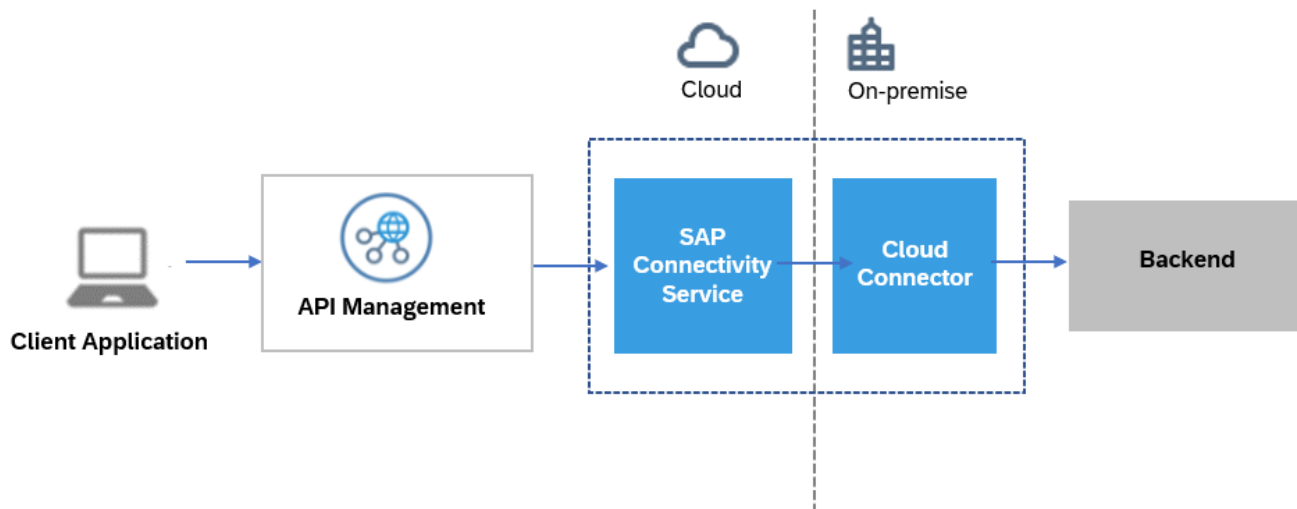 Cloud
On-premise
Client Application
API Management
SAP
Connectivity
Service
Cloud
Connector
Backend